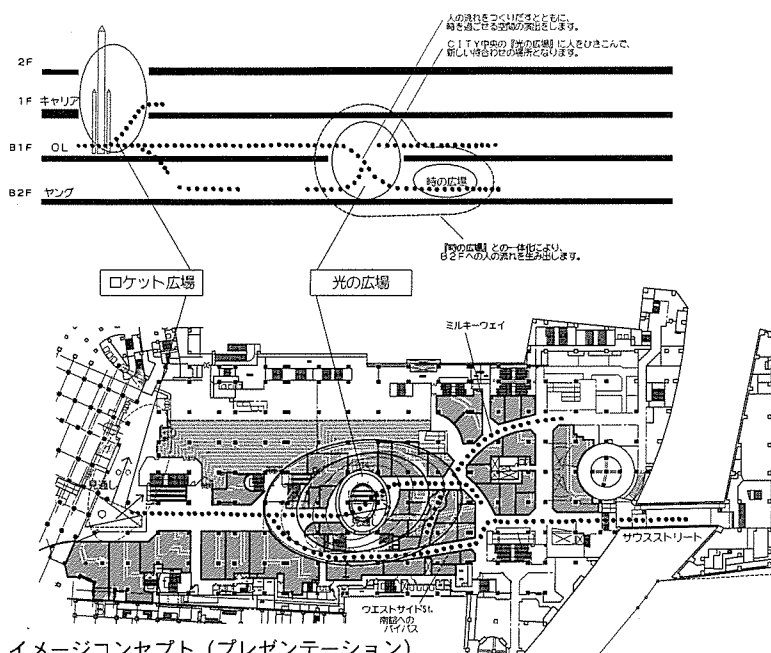 人の流れをつくりだすとともに、
時を過ごせる空間の演出をします。
CITY中央の『光の広場』に人をひきこんで、
新しい待合わせの場所となります。
2F
1F キャリア
B1F OL
B2F ヤング
時の広場
『時の広場』との一体化により、
B2Fへの人の流れを生み出します。
ロケット広場
光の広場
ミルキーウェイ
見通し
サウスストリート
ウエストサイドSt.
南館への
バイパス
イメージコンセプト（プレゼンテーション）